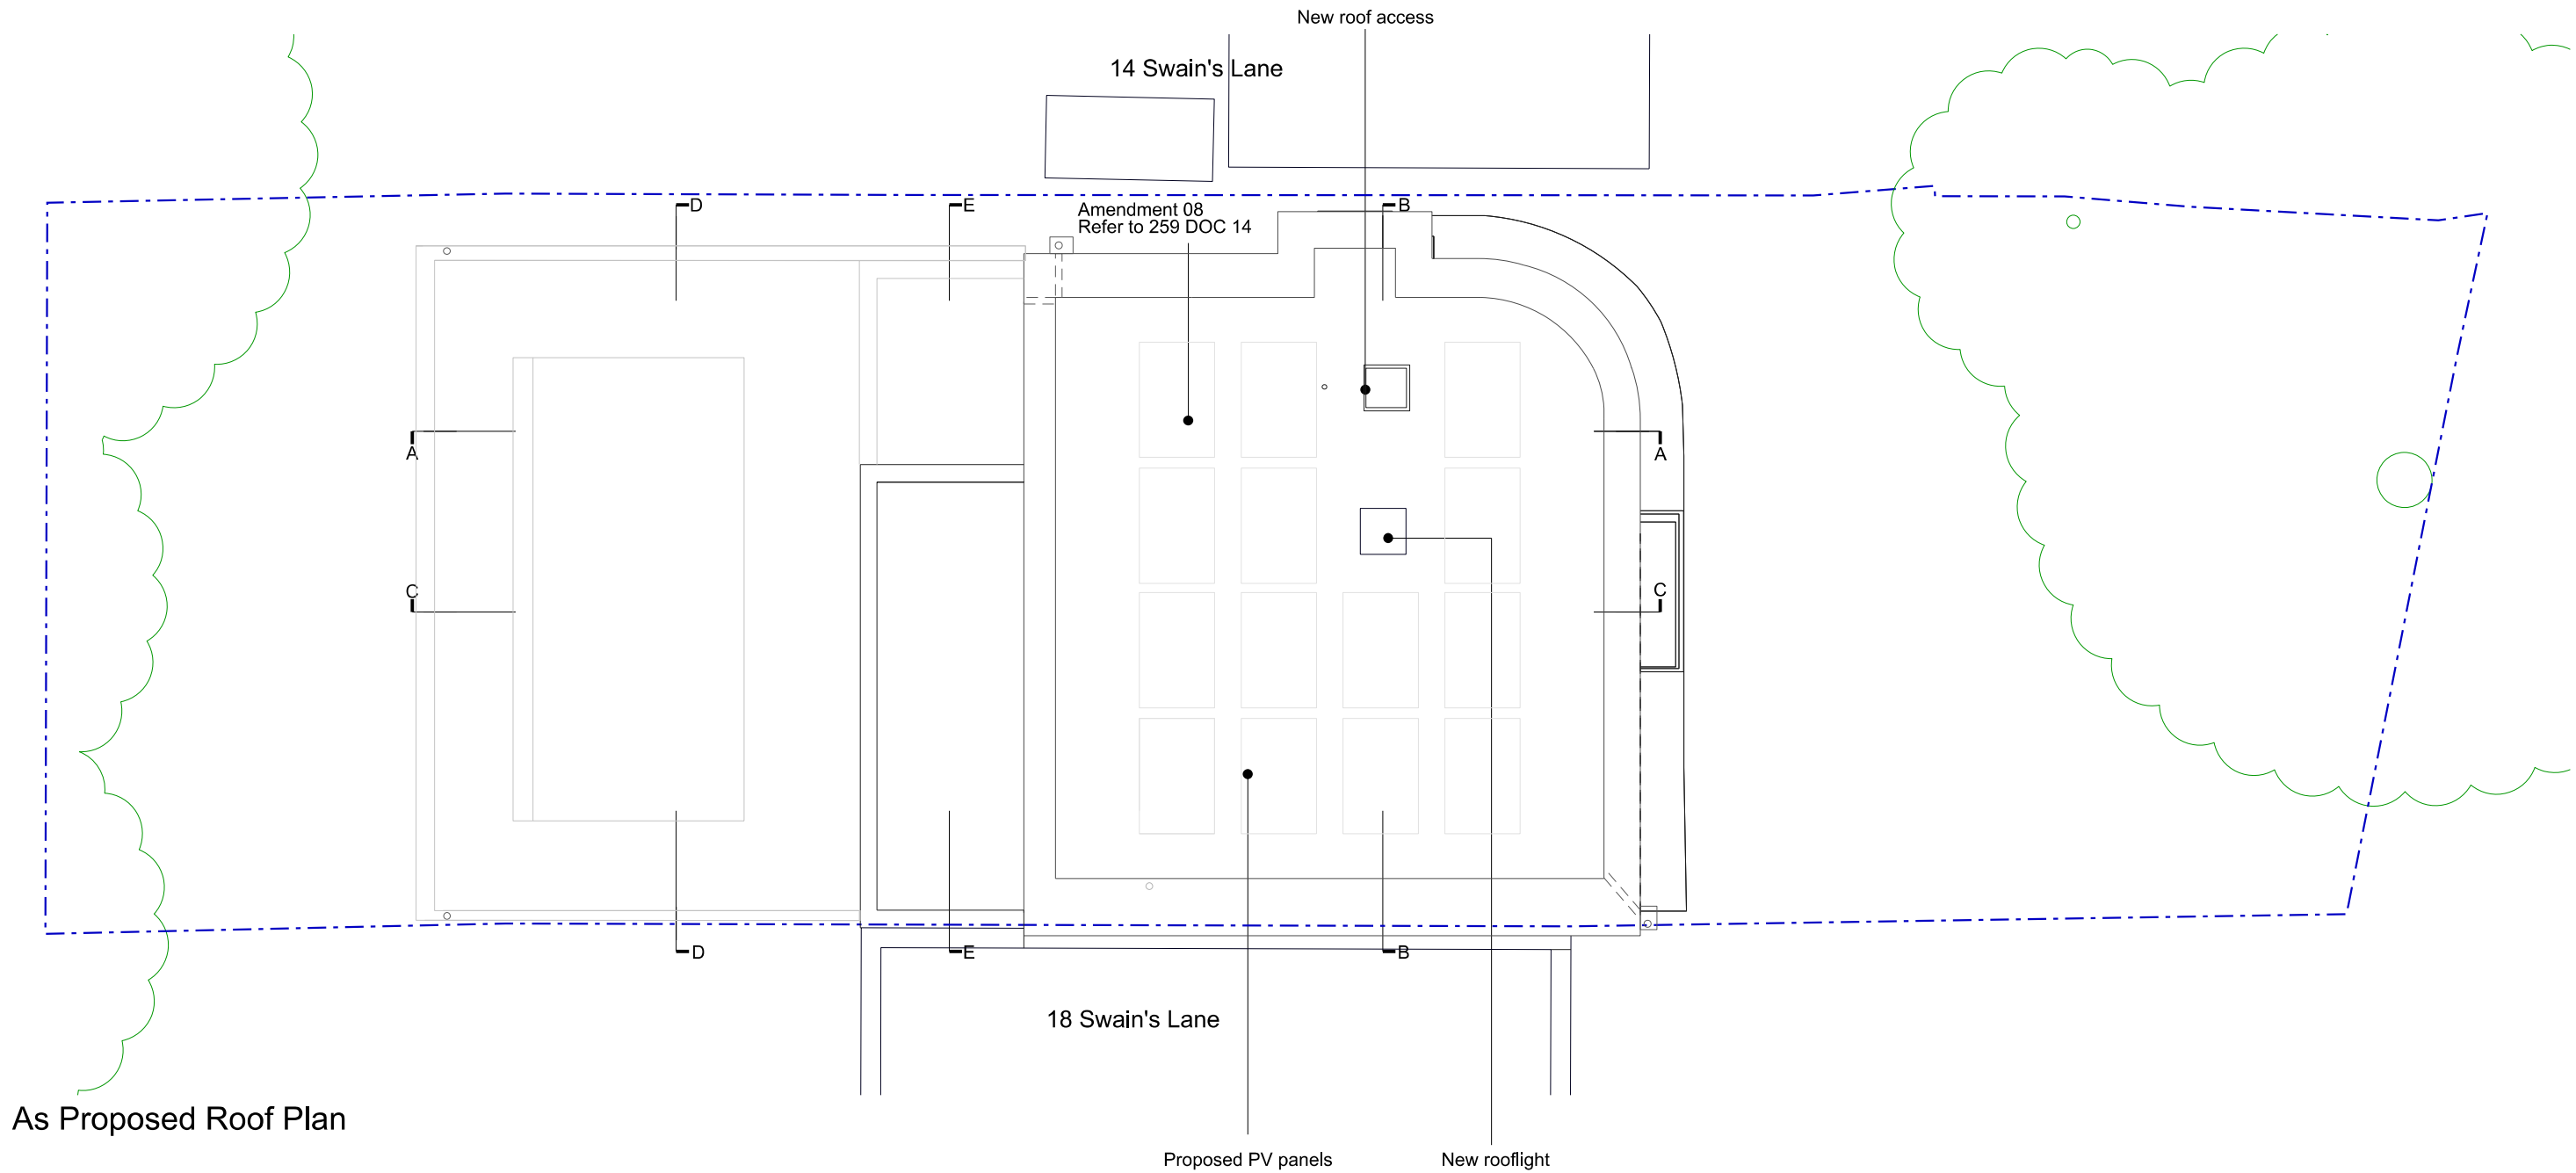 New roof access
14 Swain's Lane
D
E
B
Amendment 08
Refer to 259 DOC 14
A
A
C
C
D
E
B
18 Swain's Lane
As Proposed Roof Plan
Proposed PV panels
New rooflight